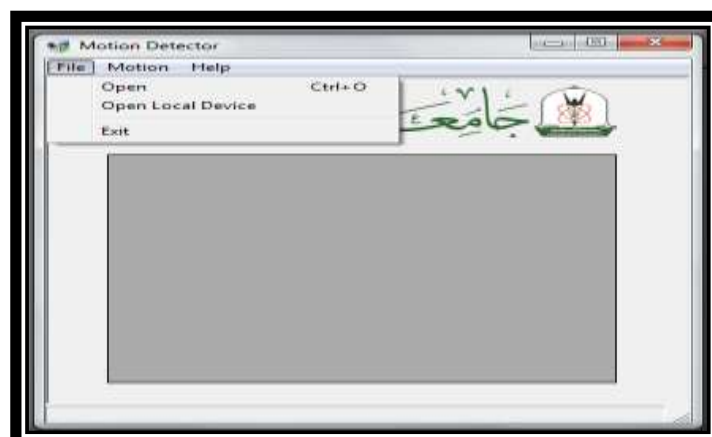 Motion Detector
File Motion Help
Open Ctrl+O
Open Local Device
Exit